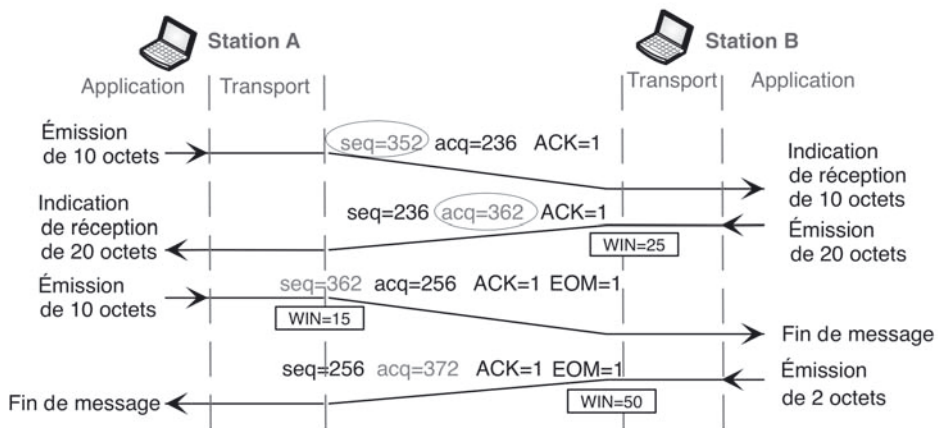 Station A
Station B
Application
Transport
Transport
Application
Émission
de 10 octets
seq=352 acq=236 ACK=1
Indication
de réception
de 10 octets
Indication
de réception
de 20 octets
seq=236 acq=362 ACK=1
WIN=25
Émission
de 20 octets
Émission
de 10 octets
seq=362 acq=256 ACK=1 EOM=1
WIN=15
Fin de message
seq=256 acq=372 ACK=1 EOM=1
Fin de message
WIN=50
Émission
de 2 octets